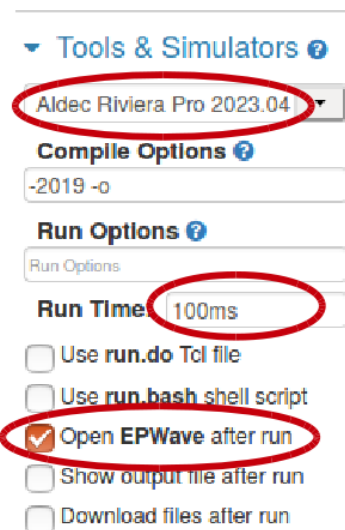 Tools & Simulators ?
Aldec Riviera Pro 2023.04
Compile Options ?
-2019 -o
Run Options ?
Run Options
Run Time: 100ms
Use run.do Tcl file
Use run.bash shell script
Open EPWave after run
Show output file after run
Download files after run